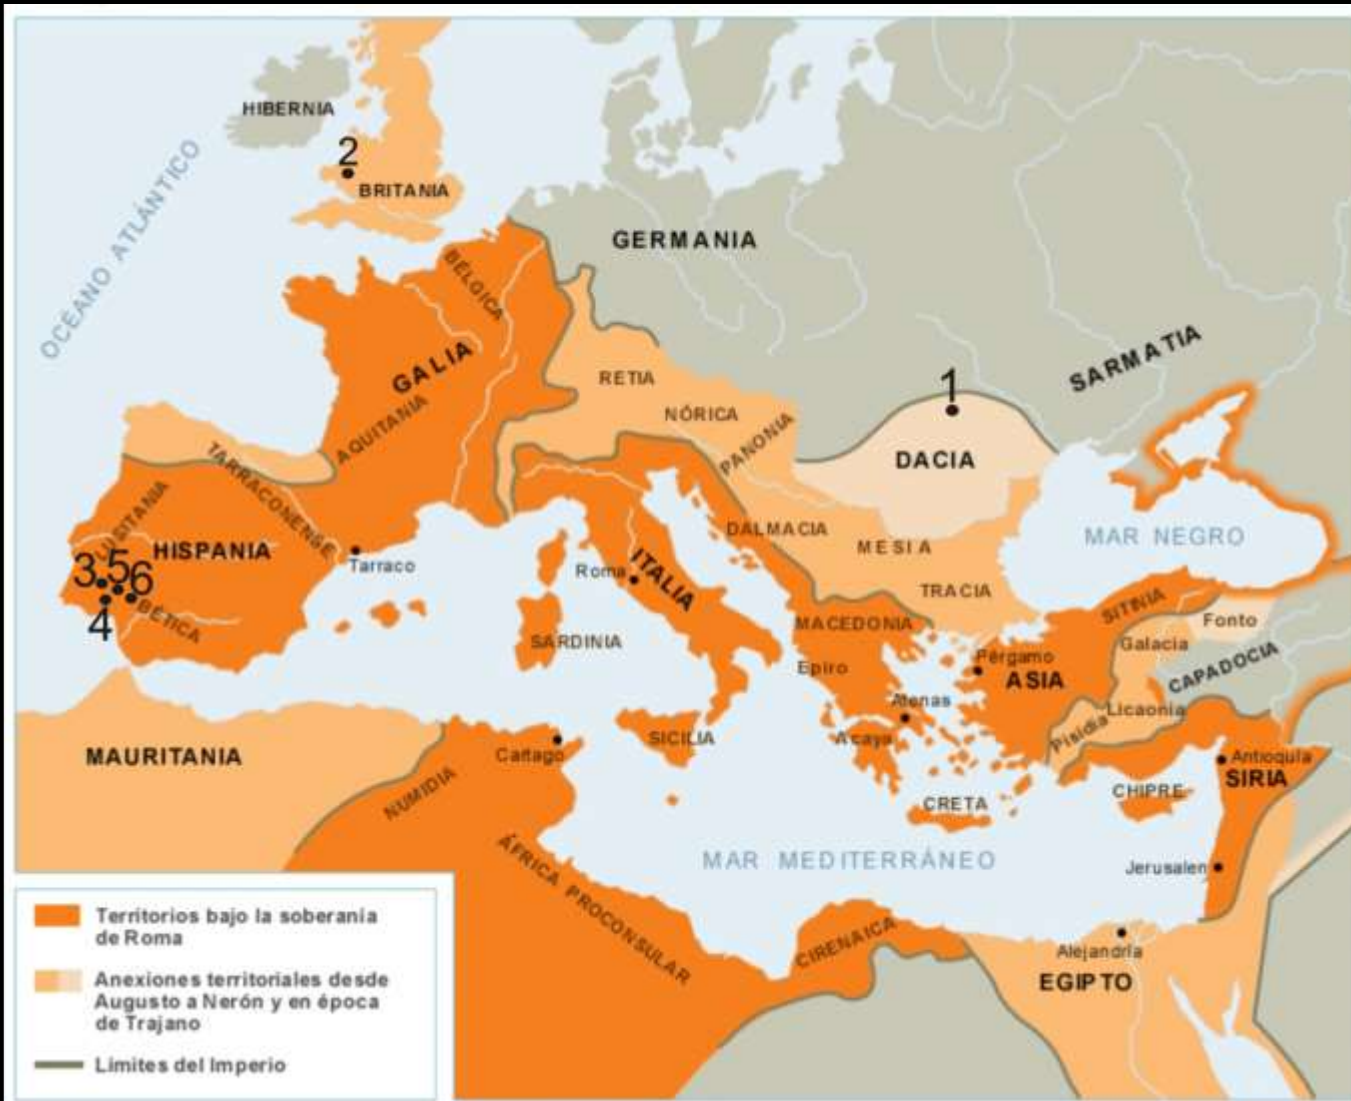 HIBERNIA
2
BRITANIA
OCÉANO ATLÁNTICO
GERMANIA
BÉLGICA
GALIA
SARMATIA
1
RETIA
NÓRICA
PANONIA
DACIA
AQUITANIA
TARRACONENSE
LUSITANIA
HISPANIA
DALMACIA
MESIA
MAR NEGRO
Tarraco
Roma
ITALIA
3
5
6
4
BÉTICA
TRACIA
SITINIA
Fonto
MACEDONIA
Galacia
SARDINIA
Pérgamo
Epiro
ASIA
CAPADOCIA
Atenas
Licaonia
Pisidia
SICILIA
Acaya
MAURITANIA
Cartago
Antioquía
SIRIA
NUMIDIA
CHIPRE
CRETA
ÁFRICA PROCONSULAR
MAR MEDITERRÁNEO
Jerusalen
CIRENAICA
Alejandría
EGIPTO
Territorios bajo la soberanía
de Roma
Anexiones territoriales desde
Augusto a Nerón y en época
de Trajano
Límites del Imperio